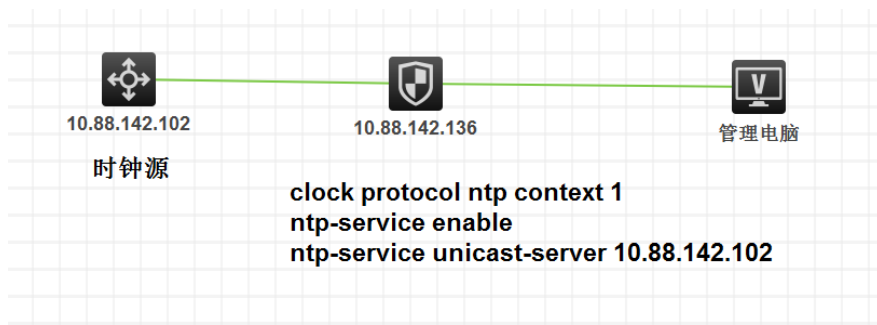 V
10.88.142.102
10.88.142.136
管理电脑
时钟源
clock protocol ntp context 1
ntp-service enable
ntp-service unicast-server 10.88.142.102